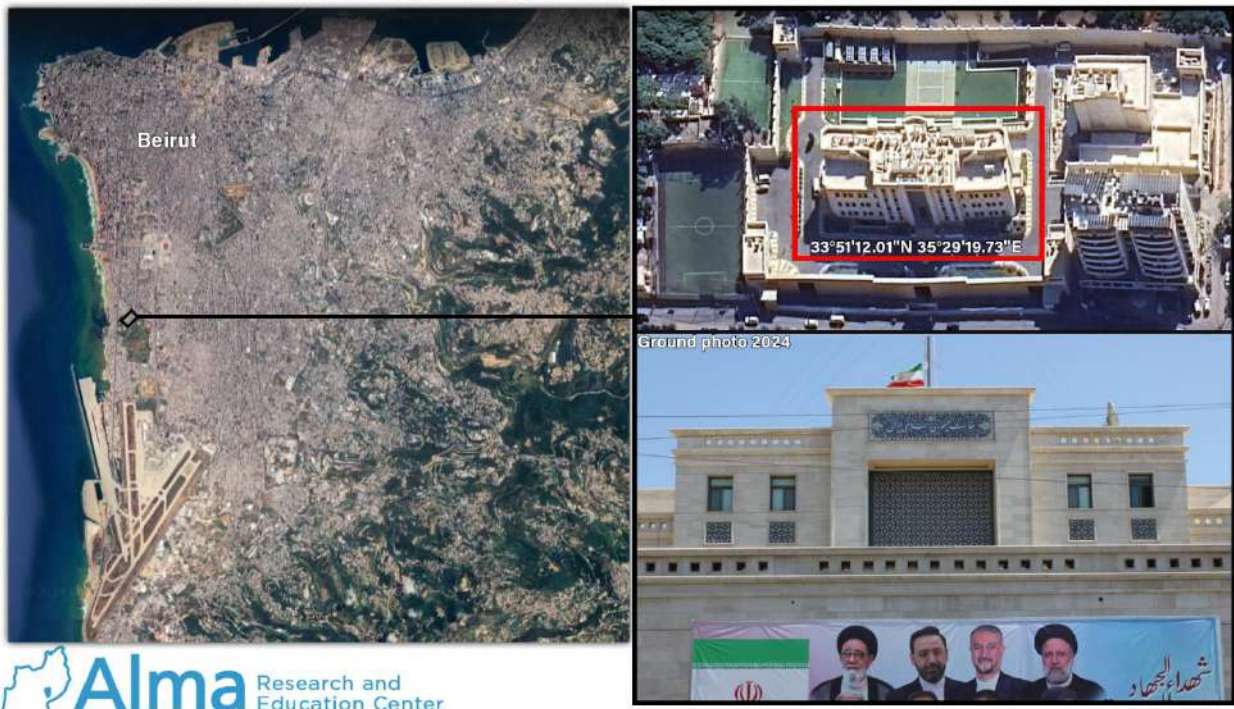 Beirut
33°51'12.01"N 35°29'19.73"E
Ground photo 2024
شهداء الجهاد
Alma Research and
Education Center